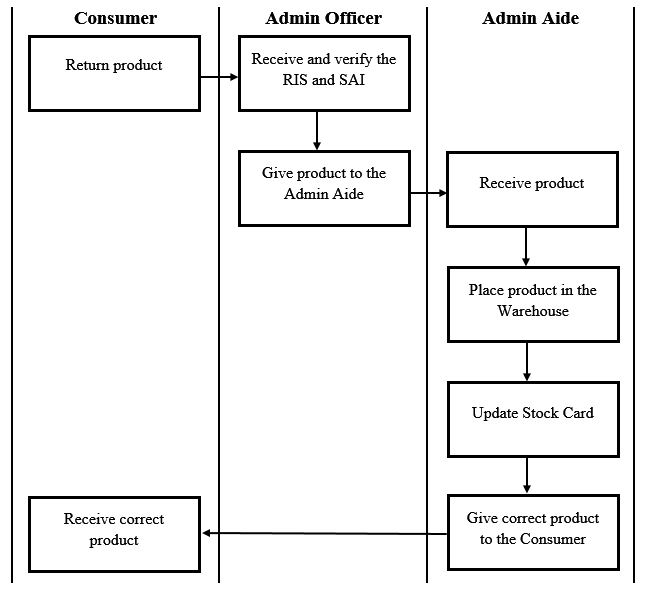 Consumer
Admin Officer
Admin Aide
Return product
Receive and verify the
RIS and SAI
Give product to the
Admin Aide
Receive product
Place product in the
Warehouse
Update Stock Card
Give correct product
to the Consumer
Receive correct
product